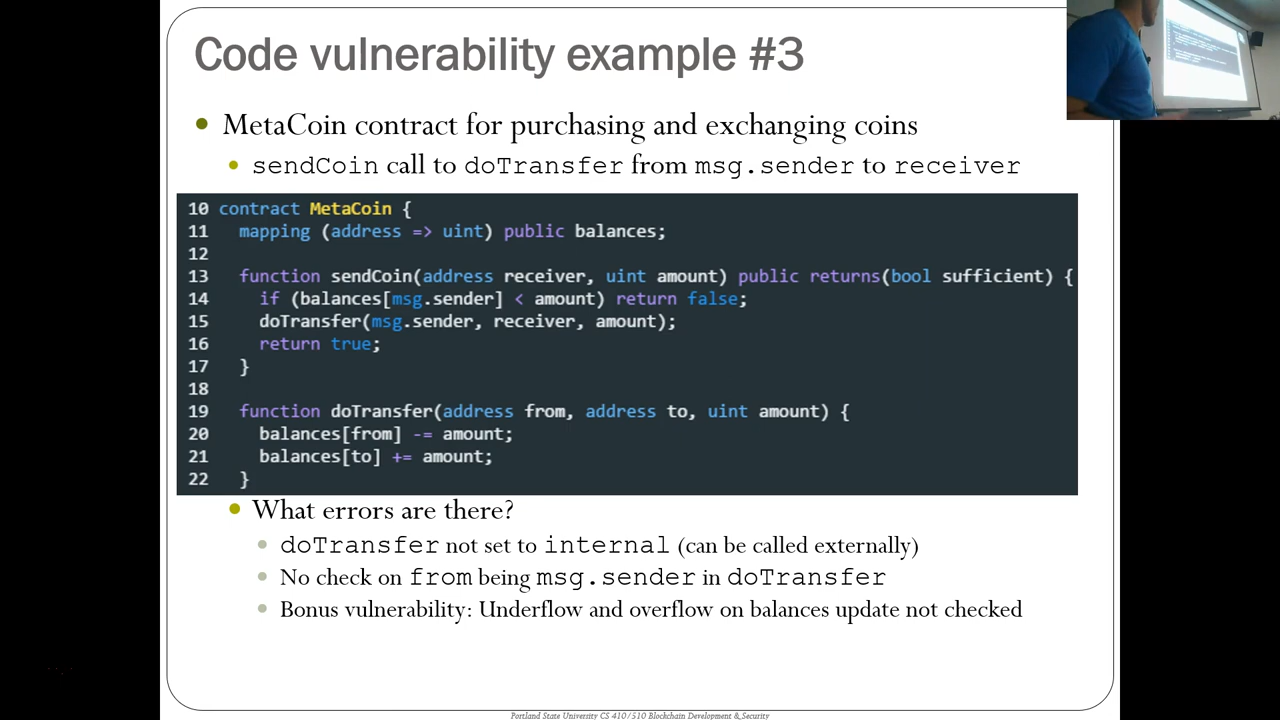 Code vulnerability example #3
MetaCoin contract for purchasing and exchanging coins
sendCoin call to doTransfer from msg.sender to receiver
10 contract MetaCoin {
11 mapping (address => uint) public balances;
12
13 function sendCoin(address receiver, uint amount) public returns(bool sufficient) {
14 if (balances[msg.sender] < amount) return false;
15 doTransfer(msg.sender, receiver, amount);
16 return true;
17 }
18
19 function doTransfer(address from, address to, uint amount) {
20 balances[from] -= amount;
21 balances[to] += amount;
22 }
What errors are there?
doTransfer not set to internal (can be called externally)
No check on from being msg.sender in doTransfer
Bonus vulnerability: Underflow and overflow on balances update not checked
Portland State University CS 410/510 Blockchain Development & Security